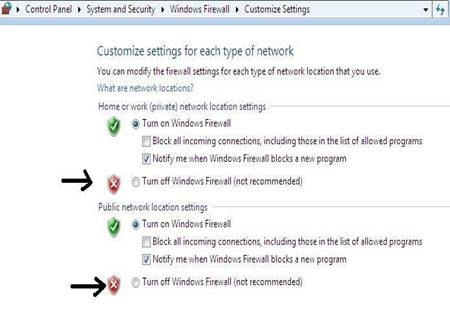 Control Panel System and Security Windows Firewall Customize Settings
Customize settings for each type of network
You can modify the firewall settings for each type of network location that you use.
What are network locations?
Home or work (private) network location settings
Turn on Windows Firewall
Block all incoming connections, including those in the list of allowed programs
Notify me when Windows Firewall blocks a new program
Turn off Windows Firewall (not recommended)
Public network location settings
Turn on Windows Firewall
Block all incoming connections, including those in the list of allowed programs
Notify me when Windows Firewall blocks a new program
Turn off Windows Firewall (not recommended)